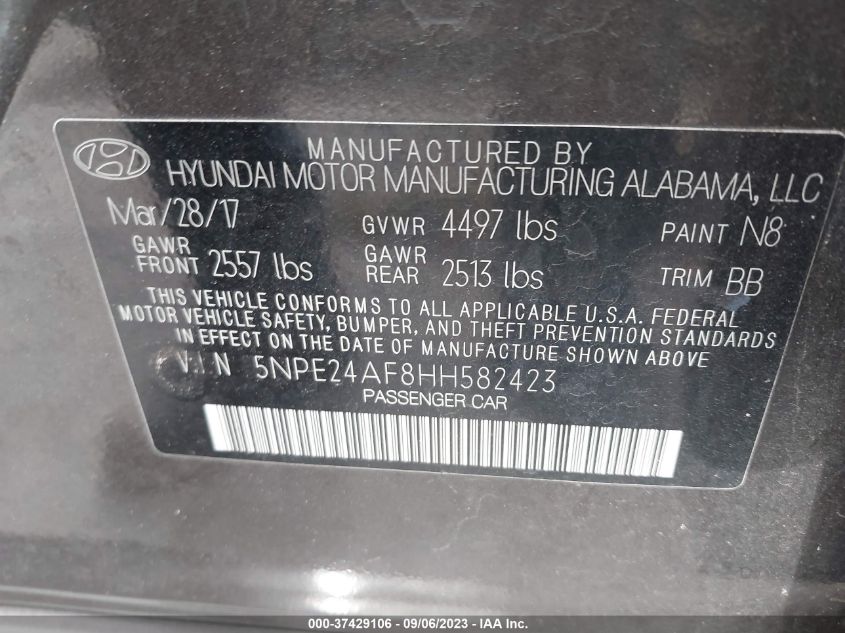 MANUFACTURED BY
HYUNDAI MOTOR MANUFACTURING ALABAMA, LLC
Mar/28/17 GVWR 4497 lbs PAINT N8
GAWR FRONT 2557 lbs GAWR REAR 2513 lbs TRIM BB
THIS VEHICLE CONFORMS TO ALL APPLICABLE U.S.A. FEDERAL
MOTOR VEHICLE SAFETY, BUMPER, AND THEFT PREVENTION STANDARDS
IN EFFECT ON THE DATE OF MANUFACTURE SHOWN ABOVE.
V.I N 5NPE24AF8HH582423
PASSENGER CAR
000-37429106 - 09/06/2023 - IAA Inc.